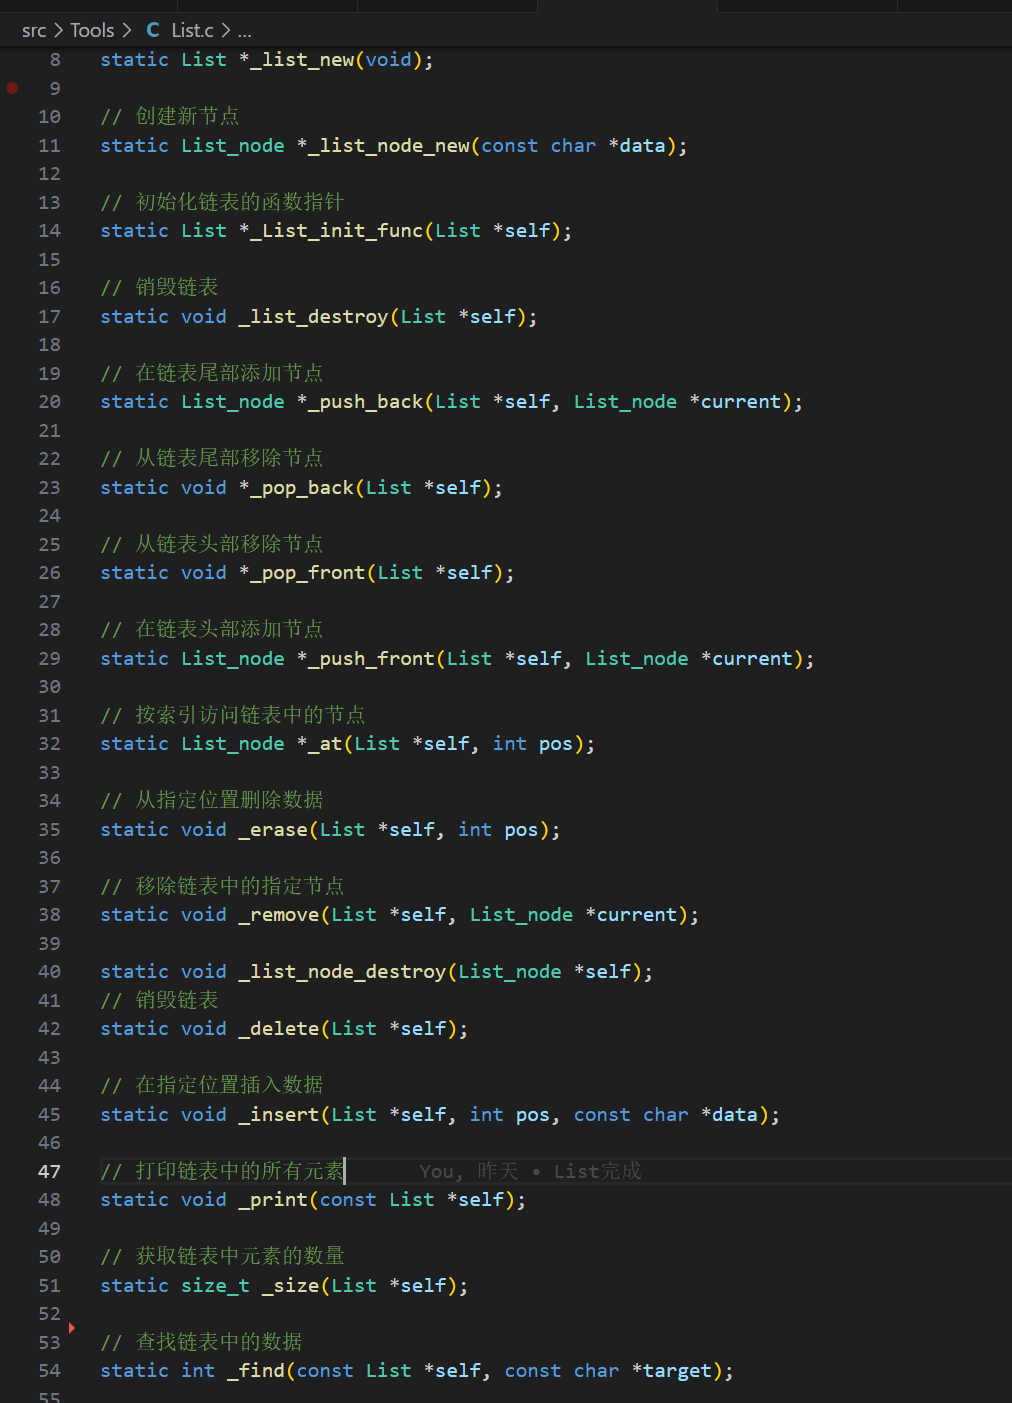 src > Tools > C List.c > ...
8 static List *_list_new(void);
9
10 // 创建新节点
11 static List_node *_list_node_new(const char *data);
12
13 // 初始化链表的函数指针
14 static List *_List_init_func(List *self);
15
16 // 销毁链表
17 static void _list_destroy(List *self);
18
19 // 在链表尾部添加节点
20 static List_node *_push_back(List *self, List_node *current);
21
22 // 从链表尾部移除节点
23 static void *_pop_back(List *self);
24
25 // 从链表头部移除节点
26 static void *_pop_front(List *self);
27
28 // 在链表头部添加节点
29 static List_node *_push_front(List *self, List_node *current);
30
31 // 按索引访问链表中的节点
32 static List_node *_at(List *self, int pos);
33
34 // 从指定位置删除数据
35 static void _erase(List *self, int pos);
36
37 // 移除链表中的指定节点
38 static void _remove(List *self, List_node *current);
39
40 static void _list_node_destroy(List_node *self);
41 // 销毁链表
42 static void _delete(List *self);
43
44 // 在指定位置插入数据
45 static void _insert(List *self, int pos, const char *data);
46
47 // 打印链表中的所有元素 You, 昨天 • List完成
48 static void _print(const List *self);
49
50 // 获取链表中元素的数量
51 static size_t _size(List *self);
52
53 // 查找链表中的数据
54 static int _find(const List *self, const char *target);
55